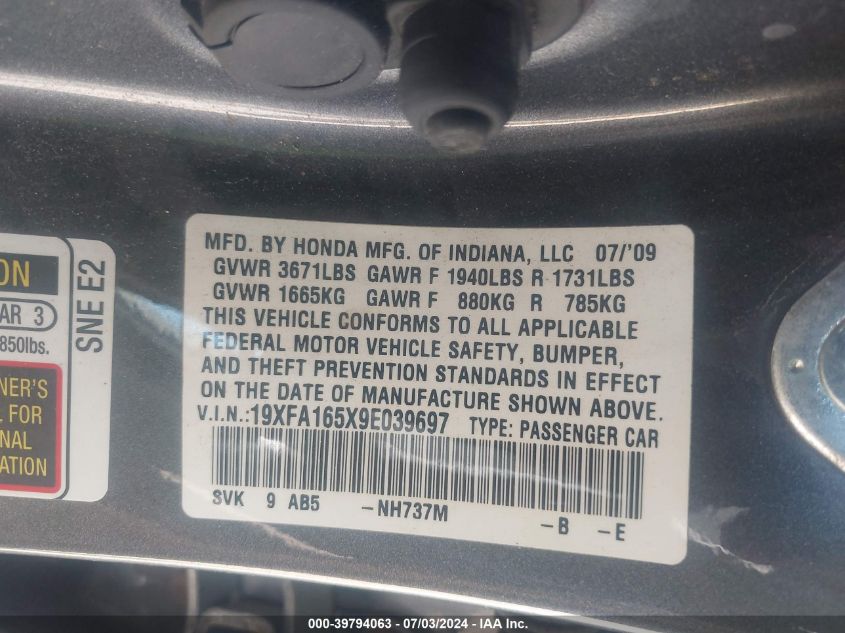 ON
AR 3
850lbs.
NER'S
L FOR
NAL
ATION
SNE E2
MFD. BY HONDA MFG. OF INDIANA, LLC 07/'09
GVWR 3671LBS GAWR F 1940LBS R 1731LBS
GVWR 1665KG GAWR F 880KG R 785KG
THIS VEHICLE CONFORMS TO ALL APPLICABLE
FEDERAL MOTOR VEHICLE SAFETY, BUMPER,
AND THEFT PREVENTION STANDARDS IN EFFECT
ON THE DATE OF MANUFACTURE SHOWN ABOVE.
V.I.N.:19XFA165X9E039697 TYPE: PASSENGER CAR
SVK 9 AB5 -NH737M -B -E
000-39794063 - 07/03/2024 - IAA Inc.